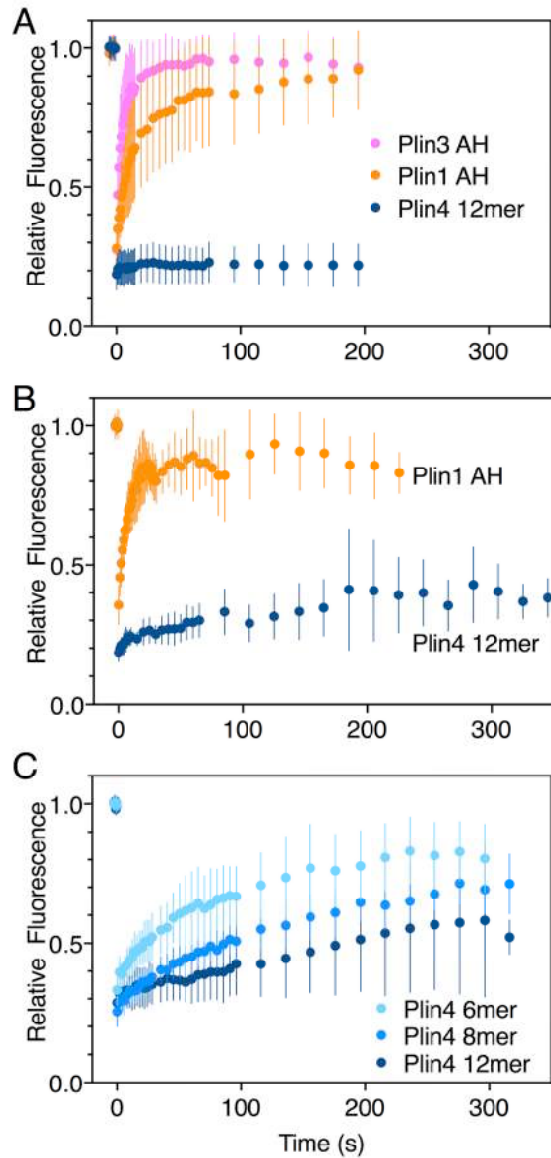 A
Relative Fluorescence
1.0
0.5
0.0
Plin3 AH
Plin1 AH
Plin4 12mer
0
100
200
300
B
Relative Fluorescence
1.0
0.5
0.0
Plin1 AH
Plin4 12mer
0
100
200
300
C
Relative Fluorescence
1.0
0.5
0.0
Plin4 6mer
Plin4 8mer
Plin4 12mer
0
100
200
300
Time (s)